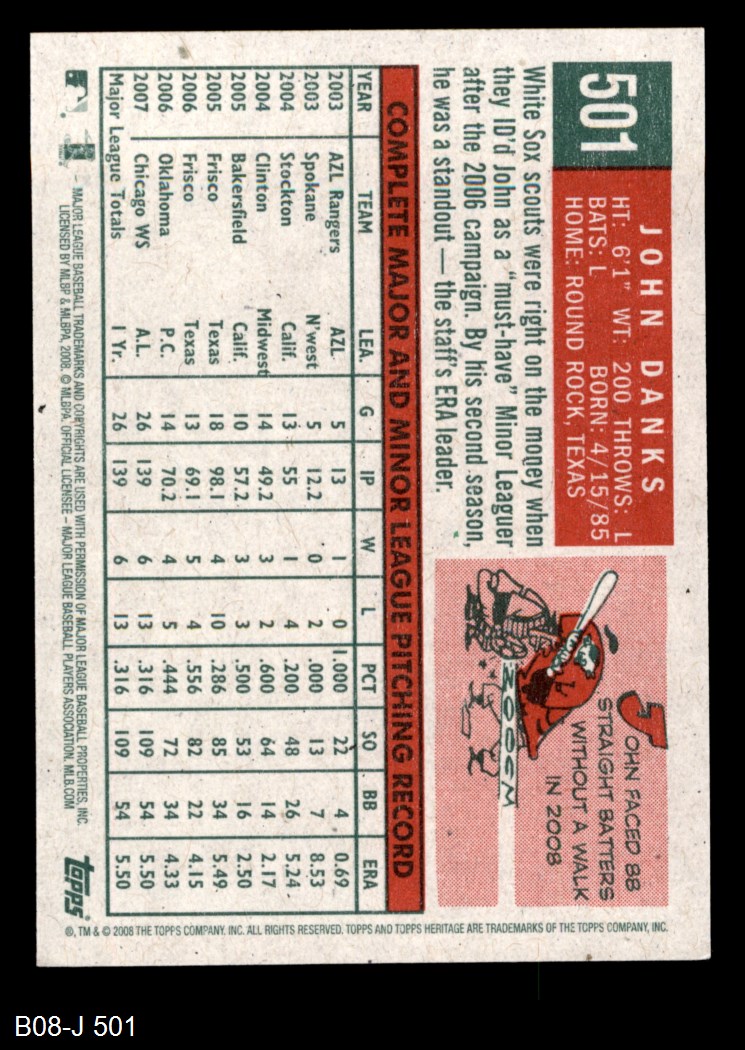 501
JOHN DANKS
HT: 6'1" WT: 200 THROWS: L
BATS: L BORN: 4/15/85
HOME: ROUND ROCK, TEXAS
White Sox scouts were right on the money when
they ID'd John as a "must-have" Minor Leaguer
after the 2006 campaign. By his second season,
he was a standout — the staff's ERA leader.
JOHN FACED 88
STRAIGHT BATTERS
WITHOUT A WALK
IN 2008
ZOOOM
COMPLETE MAJOR AND MINOR LEAGUE PITCHING RECORD
YEAR TEAM LEA. G IP W L PCT SO BB ERA
2003 AZL Rangers AZL 5 13 1 0 1.000 22 4 0.69
2003 Spokane N'west 5 12.2 0 2 .000 13 7 8.53
2004 Stockton Calif. 13 55 1 4 .200 48 26 5.24
2004 Clinton Midwest 14 49.2 3 2 .600 64 14 2.17
2005 Bakersfield Calif. 10 57.2 3 3 .500 53 16 2.50
2005 Frisco Texas 18 98.1 4 10 .286 85 34 5.49
2006 Frisco Texas 13 69.1 5 4 .556 82 22 4.15
2006 Oklahoma P.C. 14 70.2 4 5 .444 72 34 4.33
2007 Chicago WS A.L. 26 139 6 13 .316 109 54 5.50
Major League Totals 1 Yr. 26 139 6 13 .316 109 54 5.50
– MAJOR LEAGUE BASEBALL TRADEMARKS AND COPYRIGHTS ARE USED WITH PERMISSION OF MAJOR LEAGUE BASEBALL PROPERTIES, INC.
LICENSED BY MLBP & MLBPA, 2008. © MLBPA, OFFICIAL LICENSEE – MAJOR LEAGUE BASEBALL PLAYERS ASSOCIATION. MLB.COM
topps
®, TM & © 2008 THE TOPPS COMPANY, INC. ALL RIGHTS RESERVED. TOPPS AND TOPPS HERITAGE ARE TRADEMARKS OF THE TOPPS COMPANY, INC.
B08-J 501